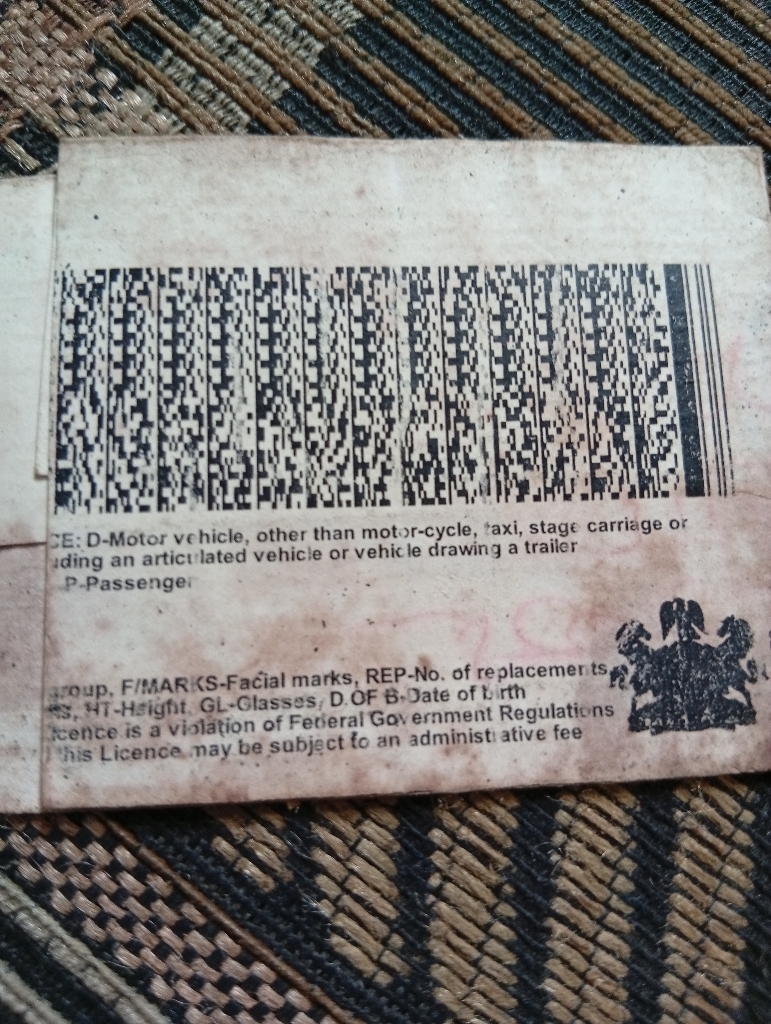 CE: D-Motor vehicle, other than motor-cycle, taxi, stage carriage or
ding an articulated vehicle or vehicle drawing a trailer
P-Passenger
group, F/MARKS-Facial marks, REP-No. of replacements
HT-Height, GL-Glasses, D.OF B-Date of birth
icence is a violation of Federal Government Regulations
this Licence may be subject to an administrative fee